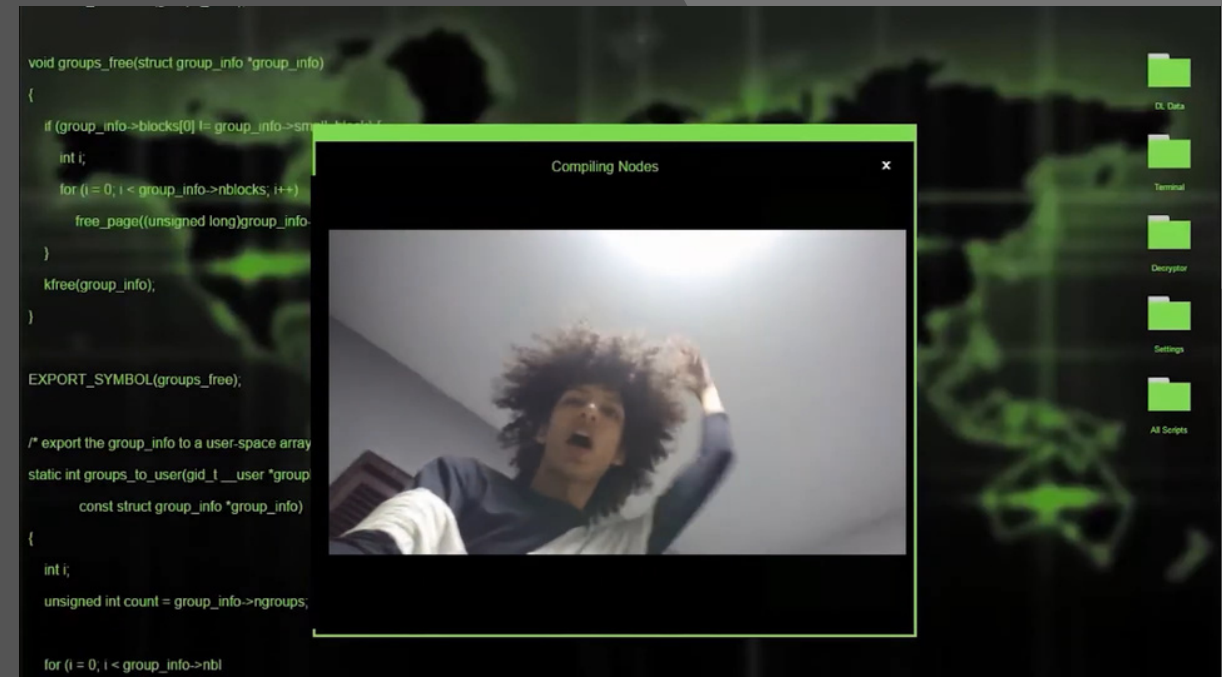 void groups_free(struct group_info *group_info)
{
if (group_info->blocks[0] != group_info->
int i;
for (i = 0; i < group_info->nblocks; i++)
free_page((unsigned long)group_info-
}
kfree(group_info);
}
EXPORT_SYMBOL(groups_free);
/* export the group_info to a user-space array
static int groups_to_user(gid_t __user *group
const struct group_info *group_info)
{
int i;
unsigned int count = group_info->ngroups;
for (i = 0; i < group_info->nbl
Compiling Nodes
x
DL Data
Terminal
Decryptor
Settings
All Scripts